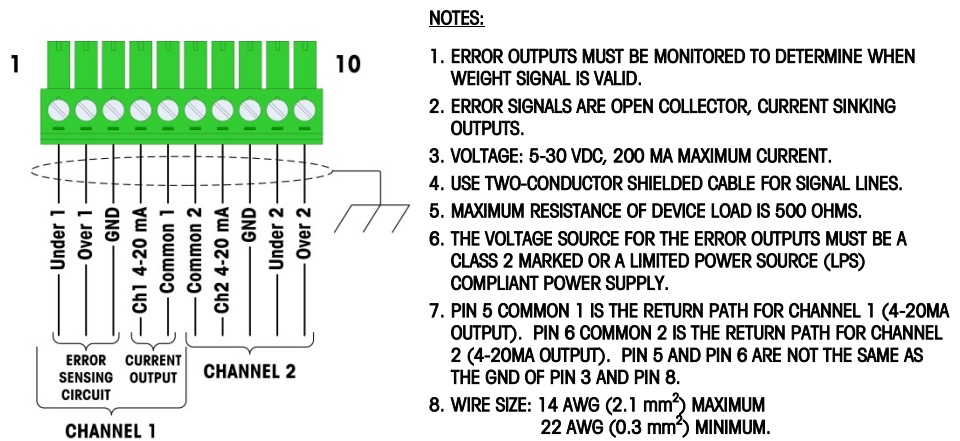 1
10
Under 1
Over 1
GND
Ch1 4-20 mA
Common 1
Common 2
Ch2 4-20 mA
GND
Under 2
Over 2
ERROR
SENSING
CIRCUIT
CURRENT
OUTPUT
CHANNEL 2
CHANNEL 1
NOTES:
1. ERROR OUTPUTS MUST BE MONITORED TO DETERMINE WHEN
WEIGHT SIGNAL IS VALID.
2. ERROR SIGNALS ARE OPEN COLLECTOR, CURRENT SINKING
OUTPUTS.
3. VOLTAGE: 5-30 VDC, 200 MA MAXIMUM CURRENT.
4. USE TWO-CONDUCTOR SHIELDED CABLE FOR SIGNAL LINES.
5. MAXIMUM RESISTANCE OF DEVICE LOAD IS 500 OHMS.
6. THE VOLTAGE SOURCE FOR THE ERROR OUTPUTS MUST BE A
CLASS 2 MARKED OR A LIMITED POWER SOURCE (LPS)
COMPLIANT POWER SUPPLY.
7. PIN 5 COMMON 1 IS THE RETURN PATH FOR CHANNEL 1 (4-20MA
OUTPUT). PIN 6 COMMON 2 IS THE RETURN PATH FOR CHANNEL
2 (4-20MA OUTPUT). PIN 5 AND PIN 6 ARE NOT THE SAME AS
THE GND OF PIN 3 AND PIN 8.
8. WIRE SIZE: 14 AWG (2.1 mm²) MAXIMUM
22 AWG (0.3 mm²) MINIMUM.